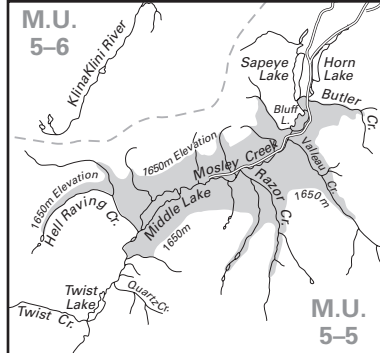 M.U.
5–6
KlinaKlini River
Sapeye
Lake
Horn
Lake
Bluff
L.
Butler
Cr.
1650m Elevation
Mosley Creek
Valleau Cr.
1650m Elevation
Middle Lake
Razor Cr.
1650m
Hell Raving Cr.
1650m
Twist
Lake
Quartz Cr.
Twist Cr.
M.U.
5–5